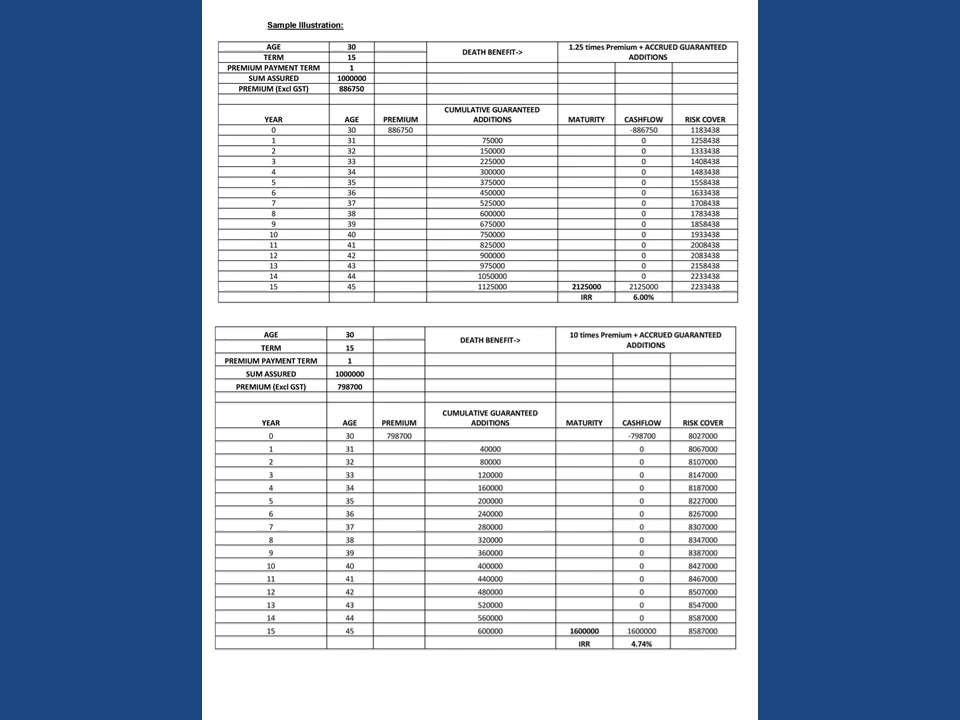 Sample Illustration:
AGE 30 DEATH BENEFIT-> 1.25 times Premium + ACCRUED GUARANTEED ADDITIONS
TERM 15
PREMIUM PAYMENT TERM 1
SUM ASSURED 1000000
PREMIUM (Excl GST) 886750
YEAR AGE PREMIUM CUMULATIVE GUARANTEED ADDITIONS MATURITY CASHFLOW RISK COVER
0 30 886750 -886750 1183438
1 31 75000 0 1258438
2 32 150000 0 1333438
3 33 225000 0 1408438
4 34 300000 0 1483438
5 35 375000 0 1558438
6 36 450000 0 1633438
7 37 525000 0 1708438
8 38 600000 0 1783438
9 39 675000 0 1858438
10 40 750000 0 1933438
11 41 825000 0 2008438
12 42 900000 0 2083438
13 43 975000 0 2158438
14 44 1050000 0 2233438
15 45 1125000 2125000 2125000 2233438
IRR 6.00%
AGE 30 DEATH BENEFIT-> 10 times Premium + ACCRUED GUARANTEED ADDITIONS
TERM 15
PREMIUM PAYMENT TERM 1
SUM ASSURED 1000000
PREMIUM (Excl GST) 798700
YEAR AGE PREMIUM CUMULATIVE GUARANTEED ADDITIONS MATURITY CASHFLOW RISK COVER
0 30 798700 -798700 8027000
1 31 40000 0 8067000
2 32 80000 0 8107000
3 33 120000 0 8147000
4 34 160000 0 8187000
5 35 200000 0 8227000
6 36 240000 0 8267000
7 37 280000 0 8307000
8 38 320000 0 8347000
9 39 360000 0 8387000
10 40 400000 0 8427000
11 41 440000 0 8467000
12 42 480000 0 8507000
13 43 520000 0 8547000
14 44 560000 0 8587000
15 45 600000 1600000 1600000 8587000
IRR 4.74%